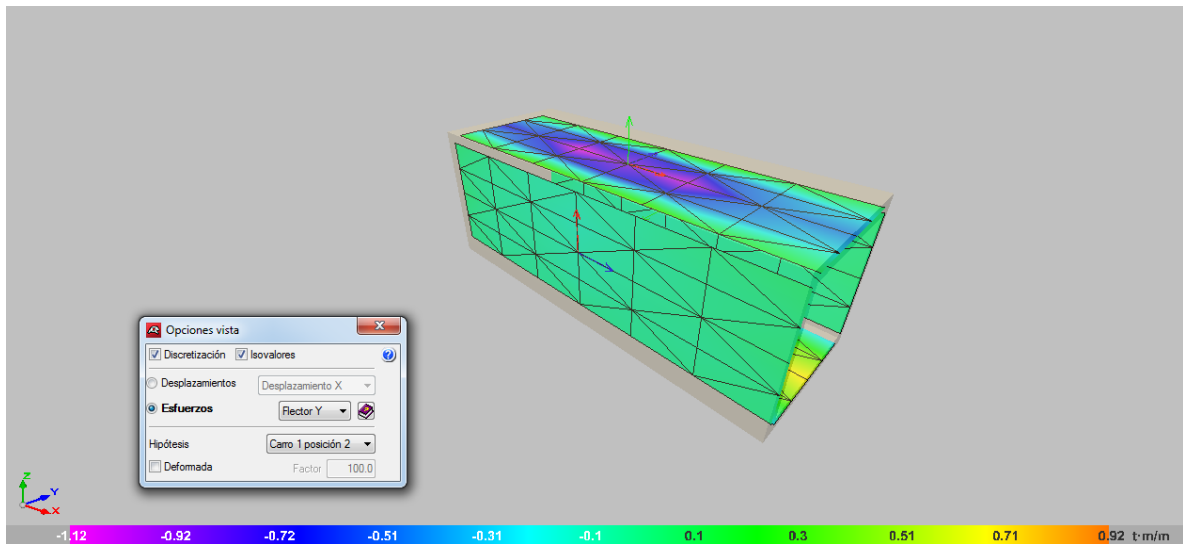 Opciones vista
x
Discretización Isovalores ?
Desplazamientos Desplazamiento X
Esfuerzos Flector Y
Hipótesis Carro 1 posición 2
Deformada Factor 100.0
Z
Y
X
-1.12 -0.92 -0.72 -0.51 -0.31 -0.1 0.1 0.3 0.51 0.71 0.92 t·m/m